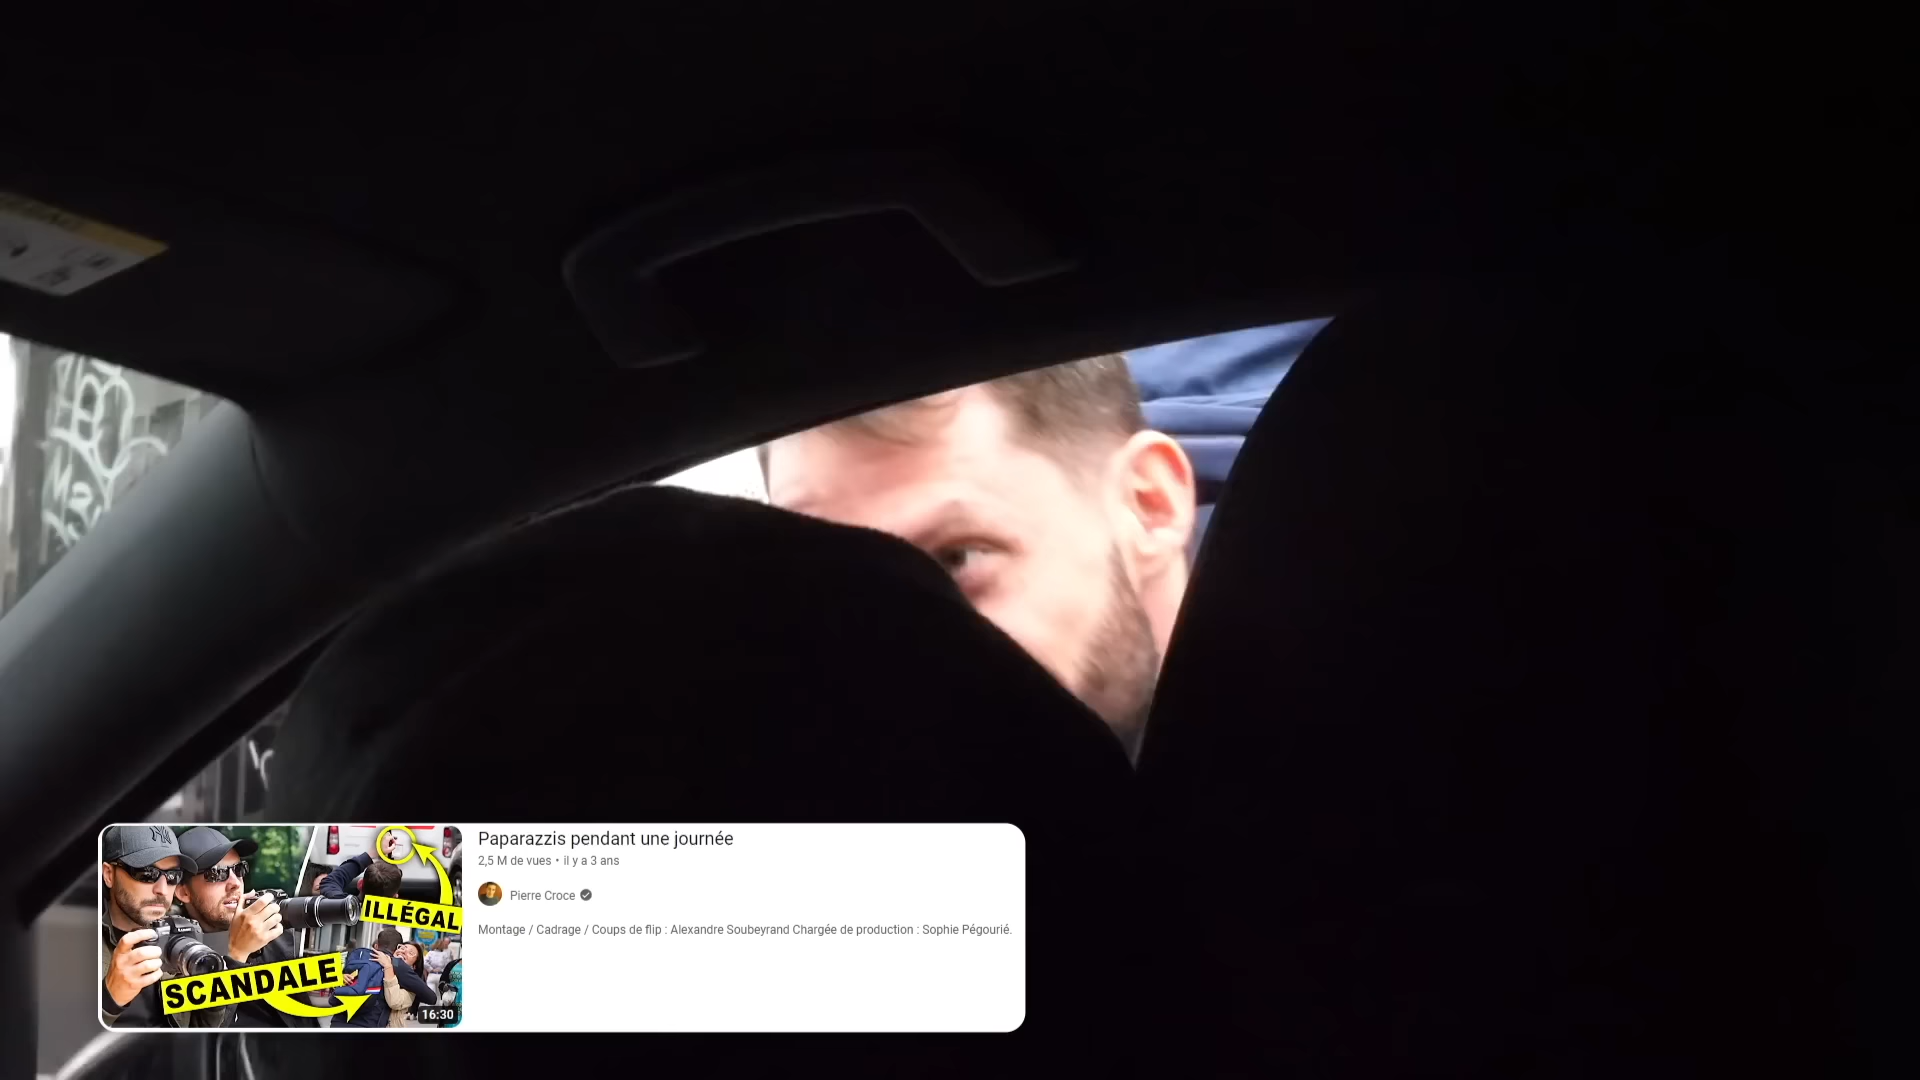 Paparazzis pendant une journée
2,5 M de vues • il y a 3 ans
Pierre Croce
Montage / Cadrage / Coups de flip : Alexandre Soubeyrand Chargée de production : Sophie Pégourié.
ILLÉGAL
SCANDALE
16:30